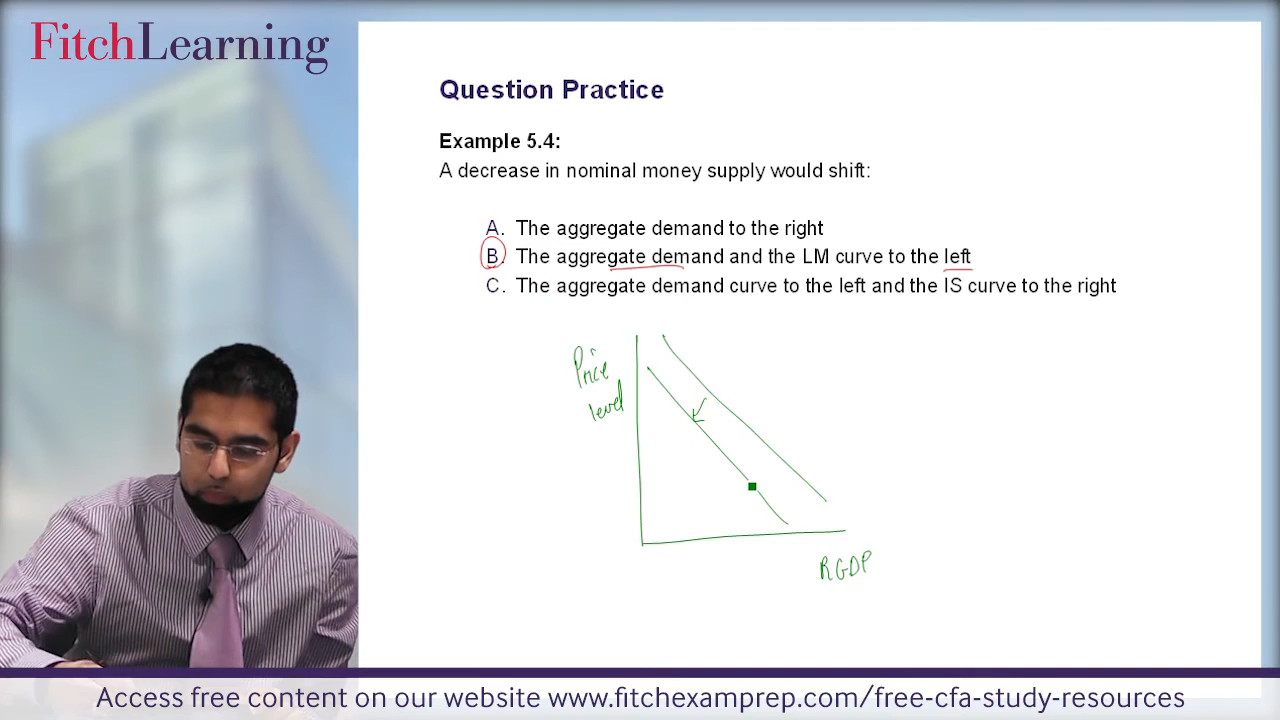 FitchLearning
Question Practice
Example 5.4:
A decrease in nominal money supply would shift:
A. The aggregate demand to the right
B. The aggregate demand and the LM curve to the left
C. The aggregate demand curve to the left and the IS curve to the right
Price
level
RGDP
Access free content on our website www.fitchexamprep.com/free-cfa-study-resources